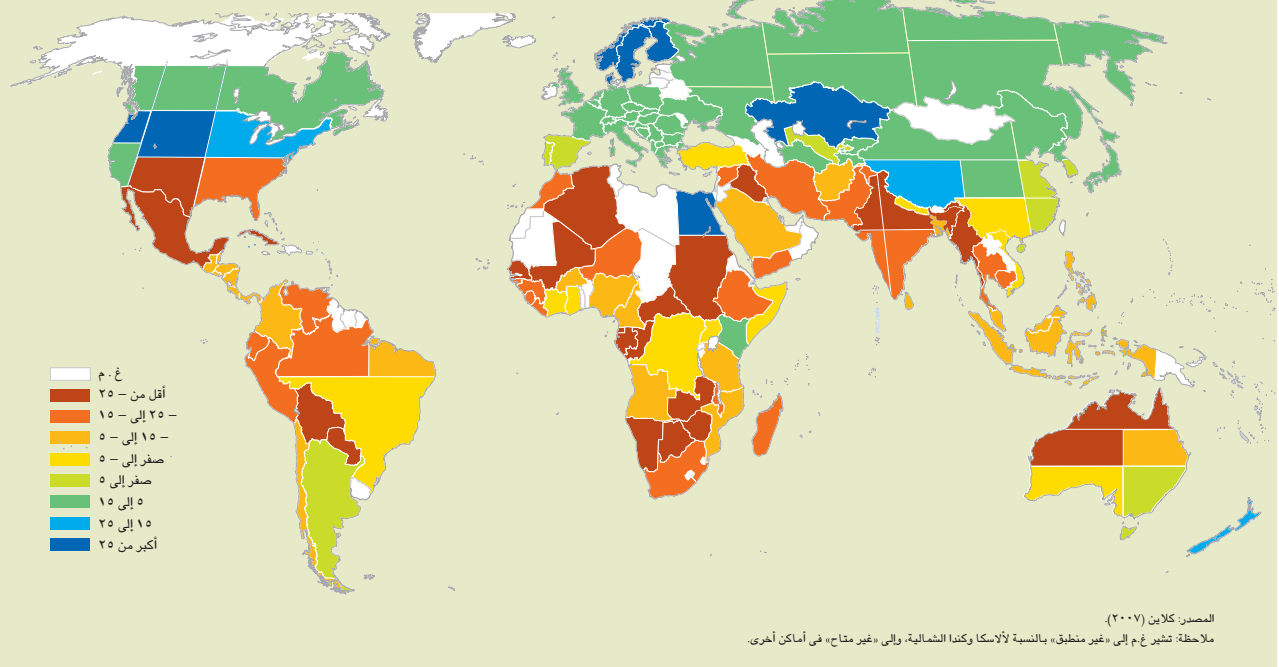 غ . م
أقل من – ٢٥
– ٢٥ إلى – ١٥
– ١٥ إلى – ٥
صفر إلى – ٥
صفر إلى ٥
٥ إلى ١٥
١٥ إلى ٢٥
أكبر من ٢٥
المصدر: كلاين (٢٠٠٧).
ملاحظة: تشير غ.م إلى «غير منطبق» بالنسبة لألاسكا وكندا الشمالية، وإلى «غير متاح» فى أماكن أخرى.